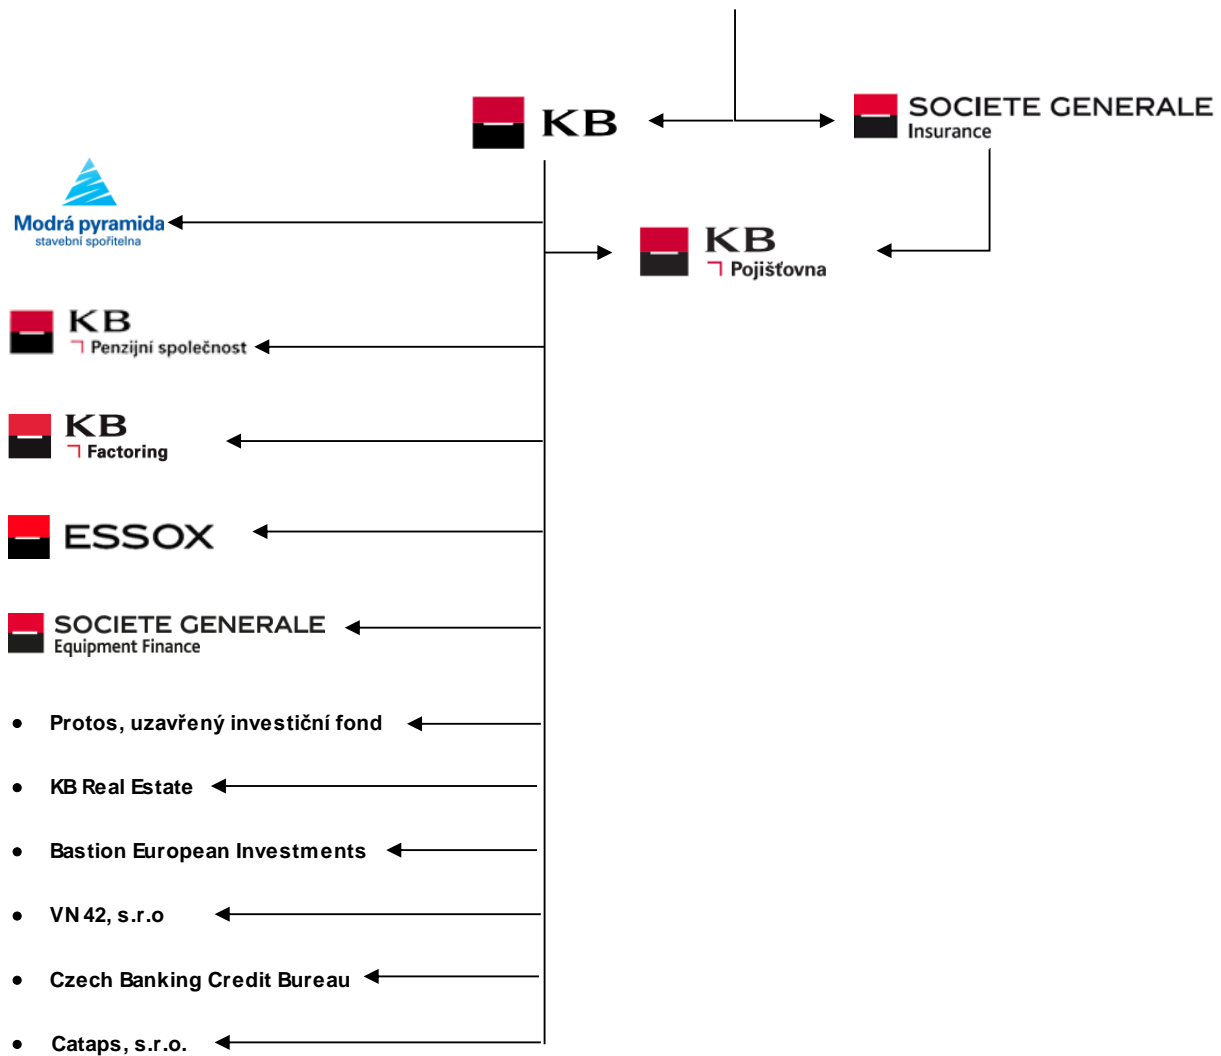 KB
SOCIETE GENERALE
Insurance
Modrá pyramida
stavební spořitelna
KB
Pojišťovna
KB
Penzijní společnost
KB
Factoring
ESSOX
SOCIETE GENERALE
Equipment Finance
• Protos, uzavřený investiční fond
• KB Real Estate
• Bastion European Investments
• VN 42, s.r.o
• Czech Banking Credit Bureau
• Cataps, s.r.o.